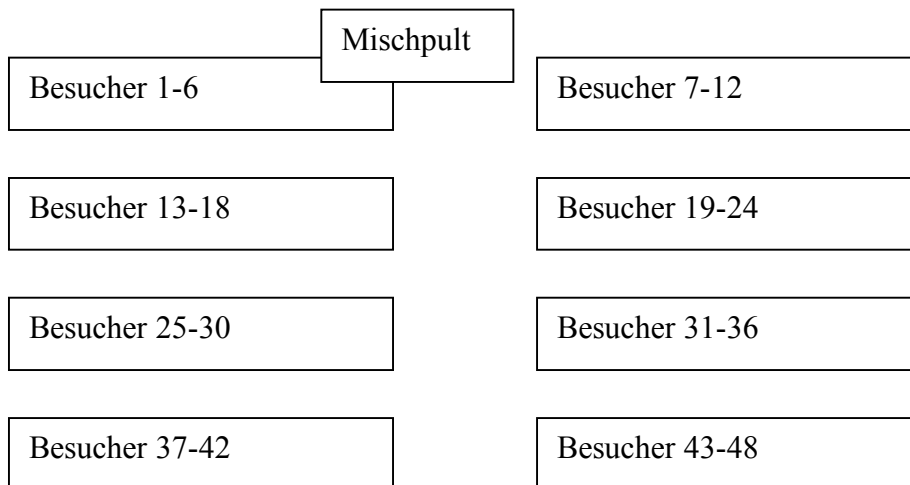 Mischpult
Besucher 1-6
Besucher 7-12
Besucher 13-18
Besucher 19-24
Besucher 25-30
Besucher 31-36
Besucher 37-42
Besucher 43-48